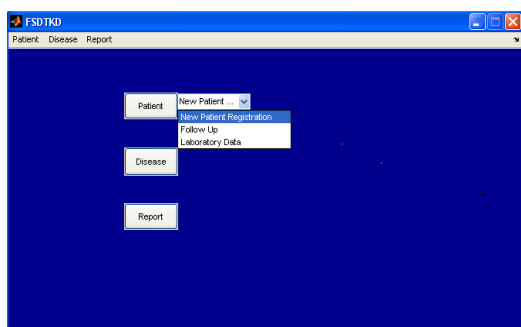 FSDTKD
Patient Disease Report
Patient
New Patient ...
New Patient Registration
Follow Up
Laboratory Data
Disease
Report